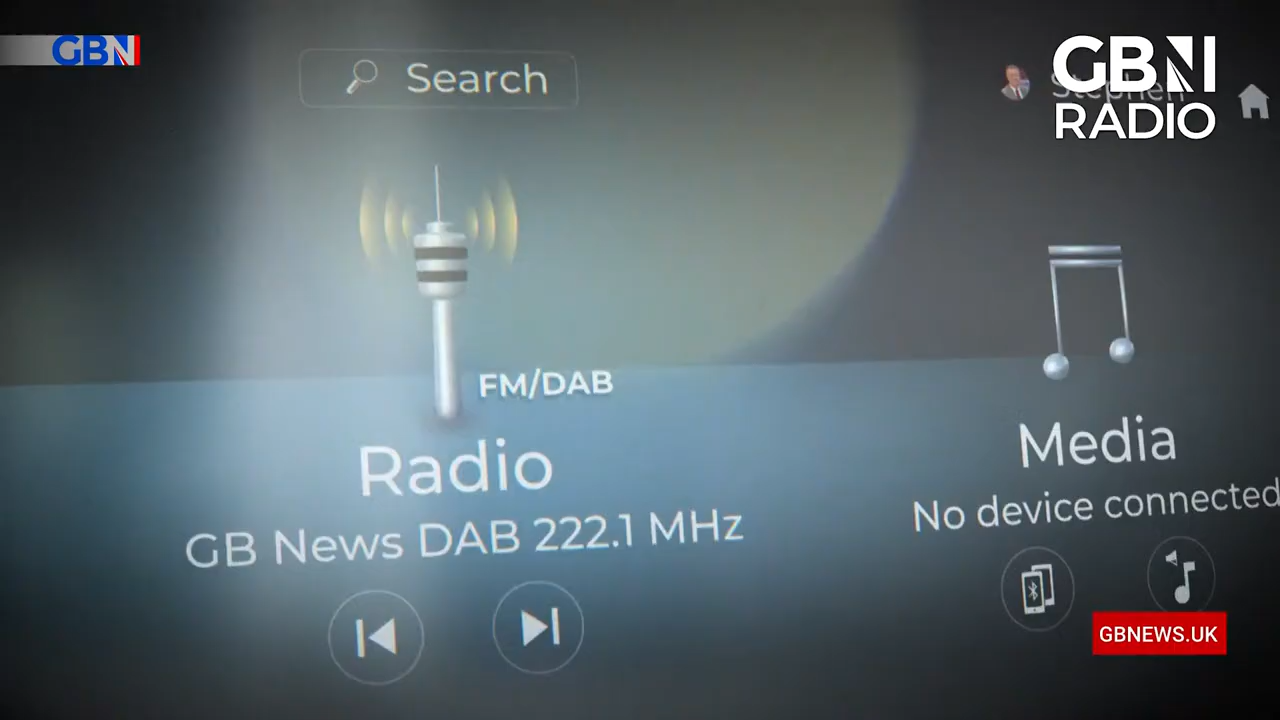 GBN
Search
Stephen
GBN
RADIO
FM/DAB
Radio
GB News DAB 222.1 MHz
Media
No device connected
GBNEWS.UK